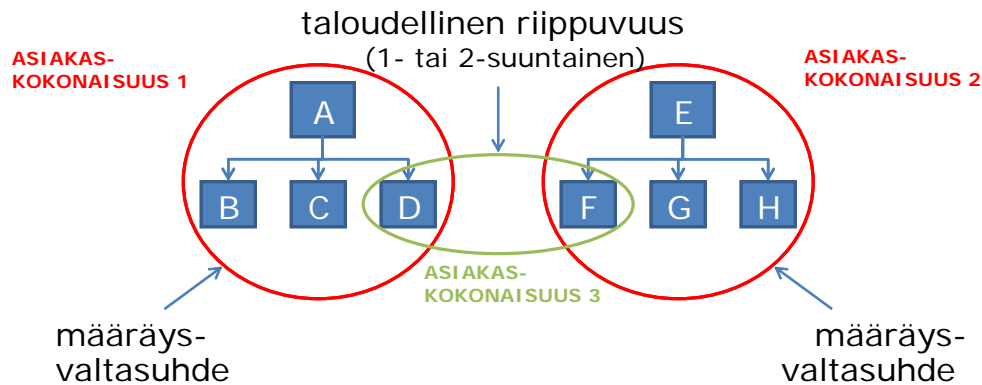 taloudellinen riippuvuus
(1- tai 2-suuntainen)
ASIAKAS-
KOKONAISUUS 1
ASIAKAS-
KOKONAISUUS 2
A
E
B C D F G H
ASIAKAS-
KOKONAISUUS 3
määräys-
valtasuhde
määräys-
valtasuhde